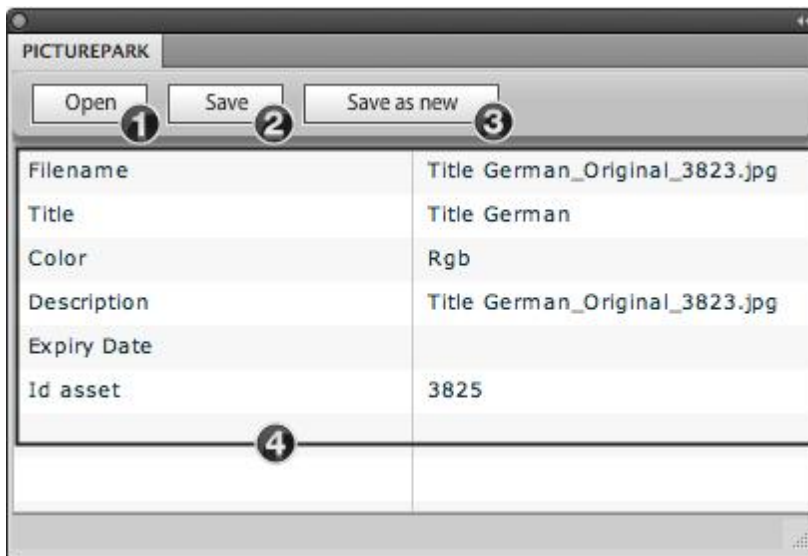 PICTUREPARK
Open 1 Save 2 Save as new 3
Filename Title German_Original_3823.jpg
Title Title German
Color Rgb
Description Title German_Original_3823.jpg
Expiry Date
Id asset 3825
4